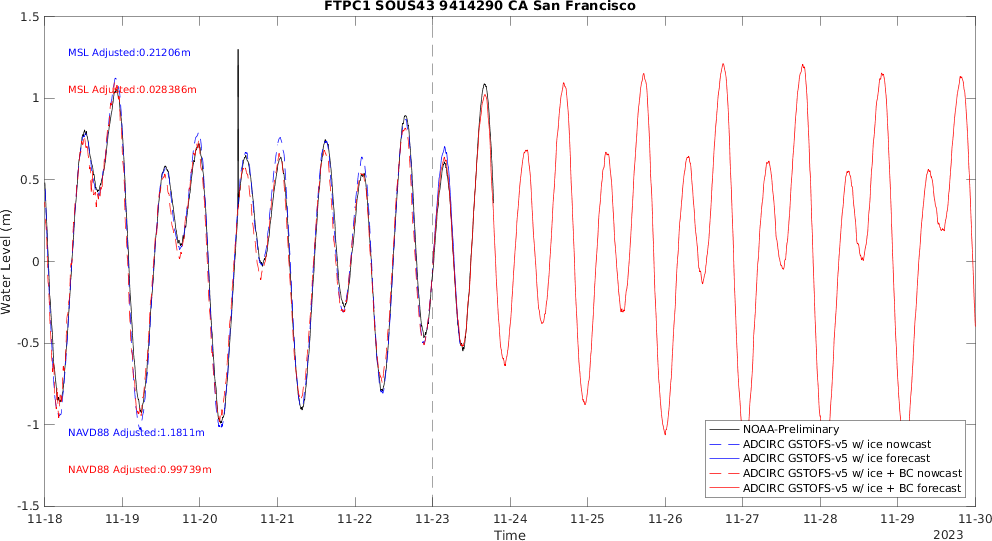 FTPC1 SOUS43 9414290 CA San Francisco
MSL Adjusted:0.21206m
MSL Adjusted:0.028386m
NAVD88 Adjusted:1.1811m
NAVD88 Adjusted:0.99739m
Water Level (m)
1.5
1
0.5
0
-0.5
-1
-1.5
NOAA-Preliminary
ADCIRC GSTOFS-v5 w/ ice nowcast
ADCIRC GSTOFS-v5 w/ ice forecast
ADCIRC GSTOFS-v5 w/ ice + BC nowcast
ADCIRC GSTOFS-v5 w/ ice + BC forecast
11-18 11-19 11-20 11-21 11-22 11-23 11-24 11-25 11-26 11-27 11-28 11-29 11-30
Time
2023